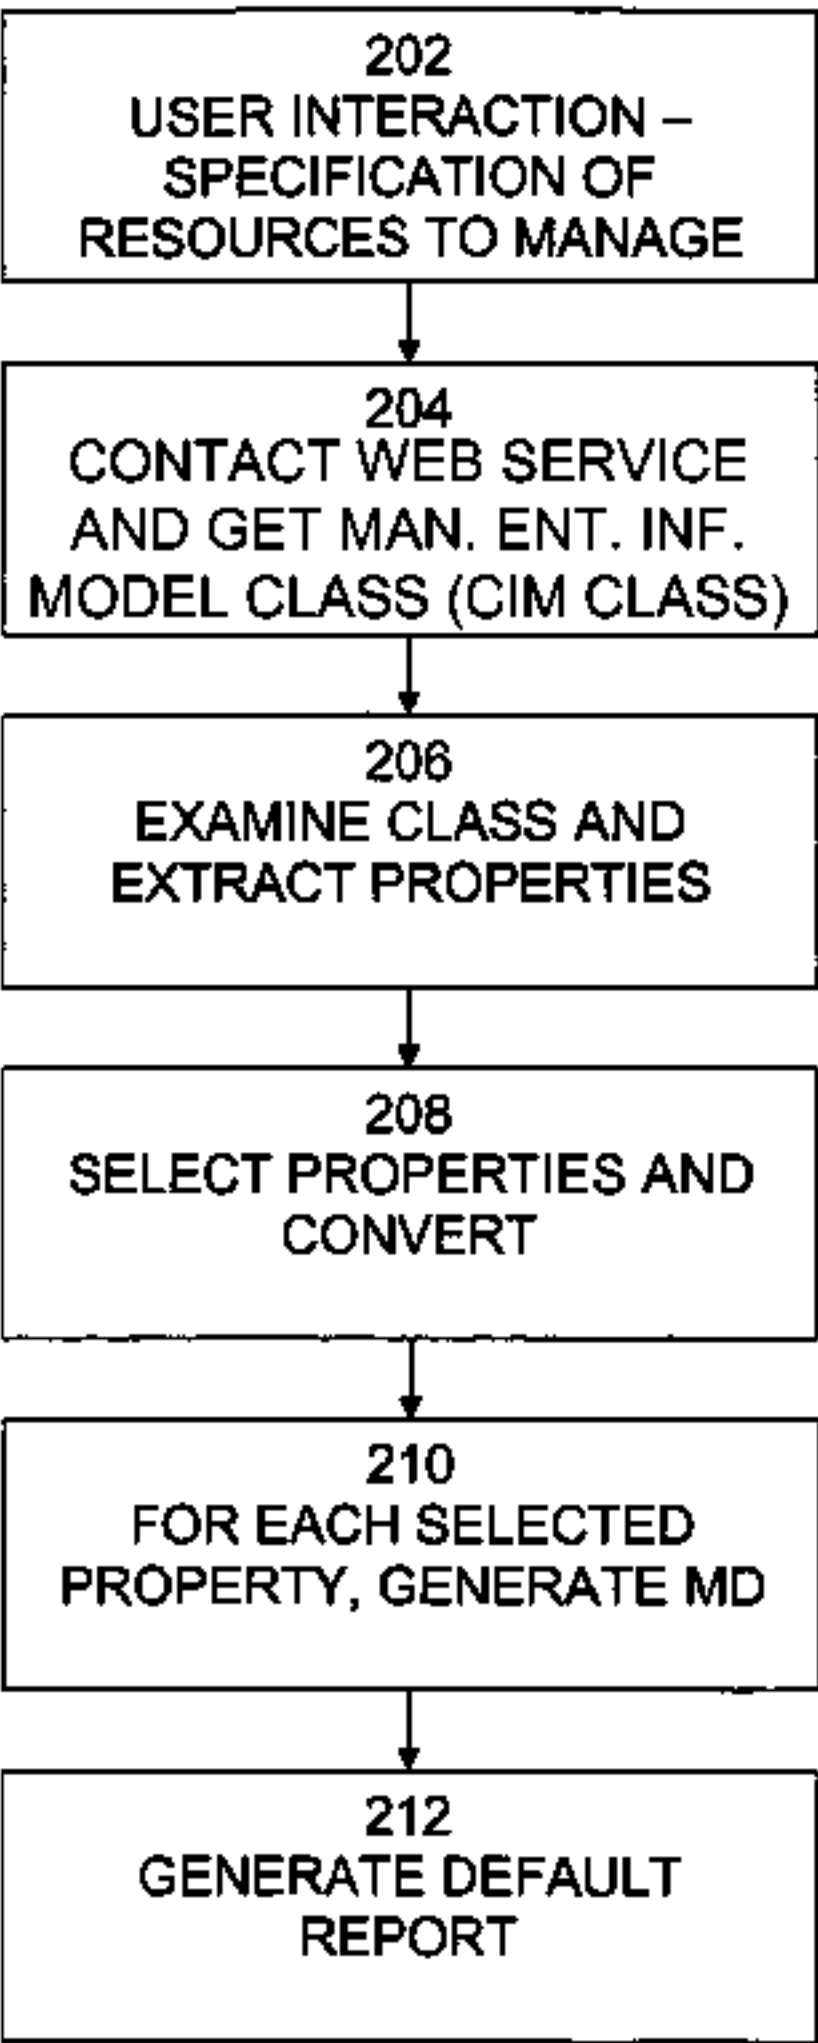 202
USER INTERACTION –
SPECIFICATION OF
RESOURCES TO MANAGE
204
CONTACT WEB SERVICE
AND GET MAN. ENT. INF.
MODEL CLASS (CIM CLASS)
206
EXAMINE CLASS AND
EXTRACT PROPERTIES
208
SELECT PROPERTIES AND
CONVERT
210
FOR EACH SELECTED
PROPERTY, GENERATE MD
212
GENERATE DEFAULT
REPORT